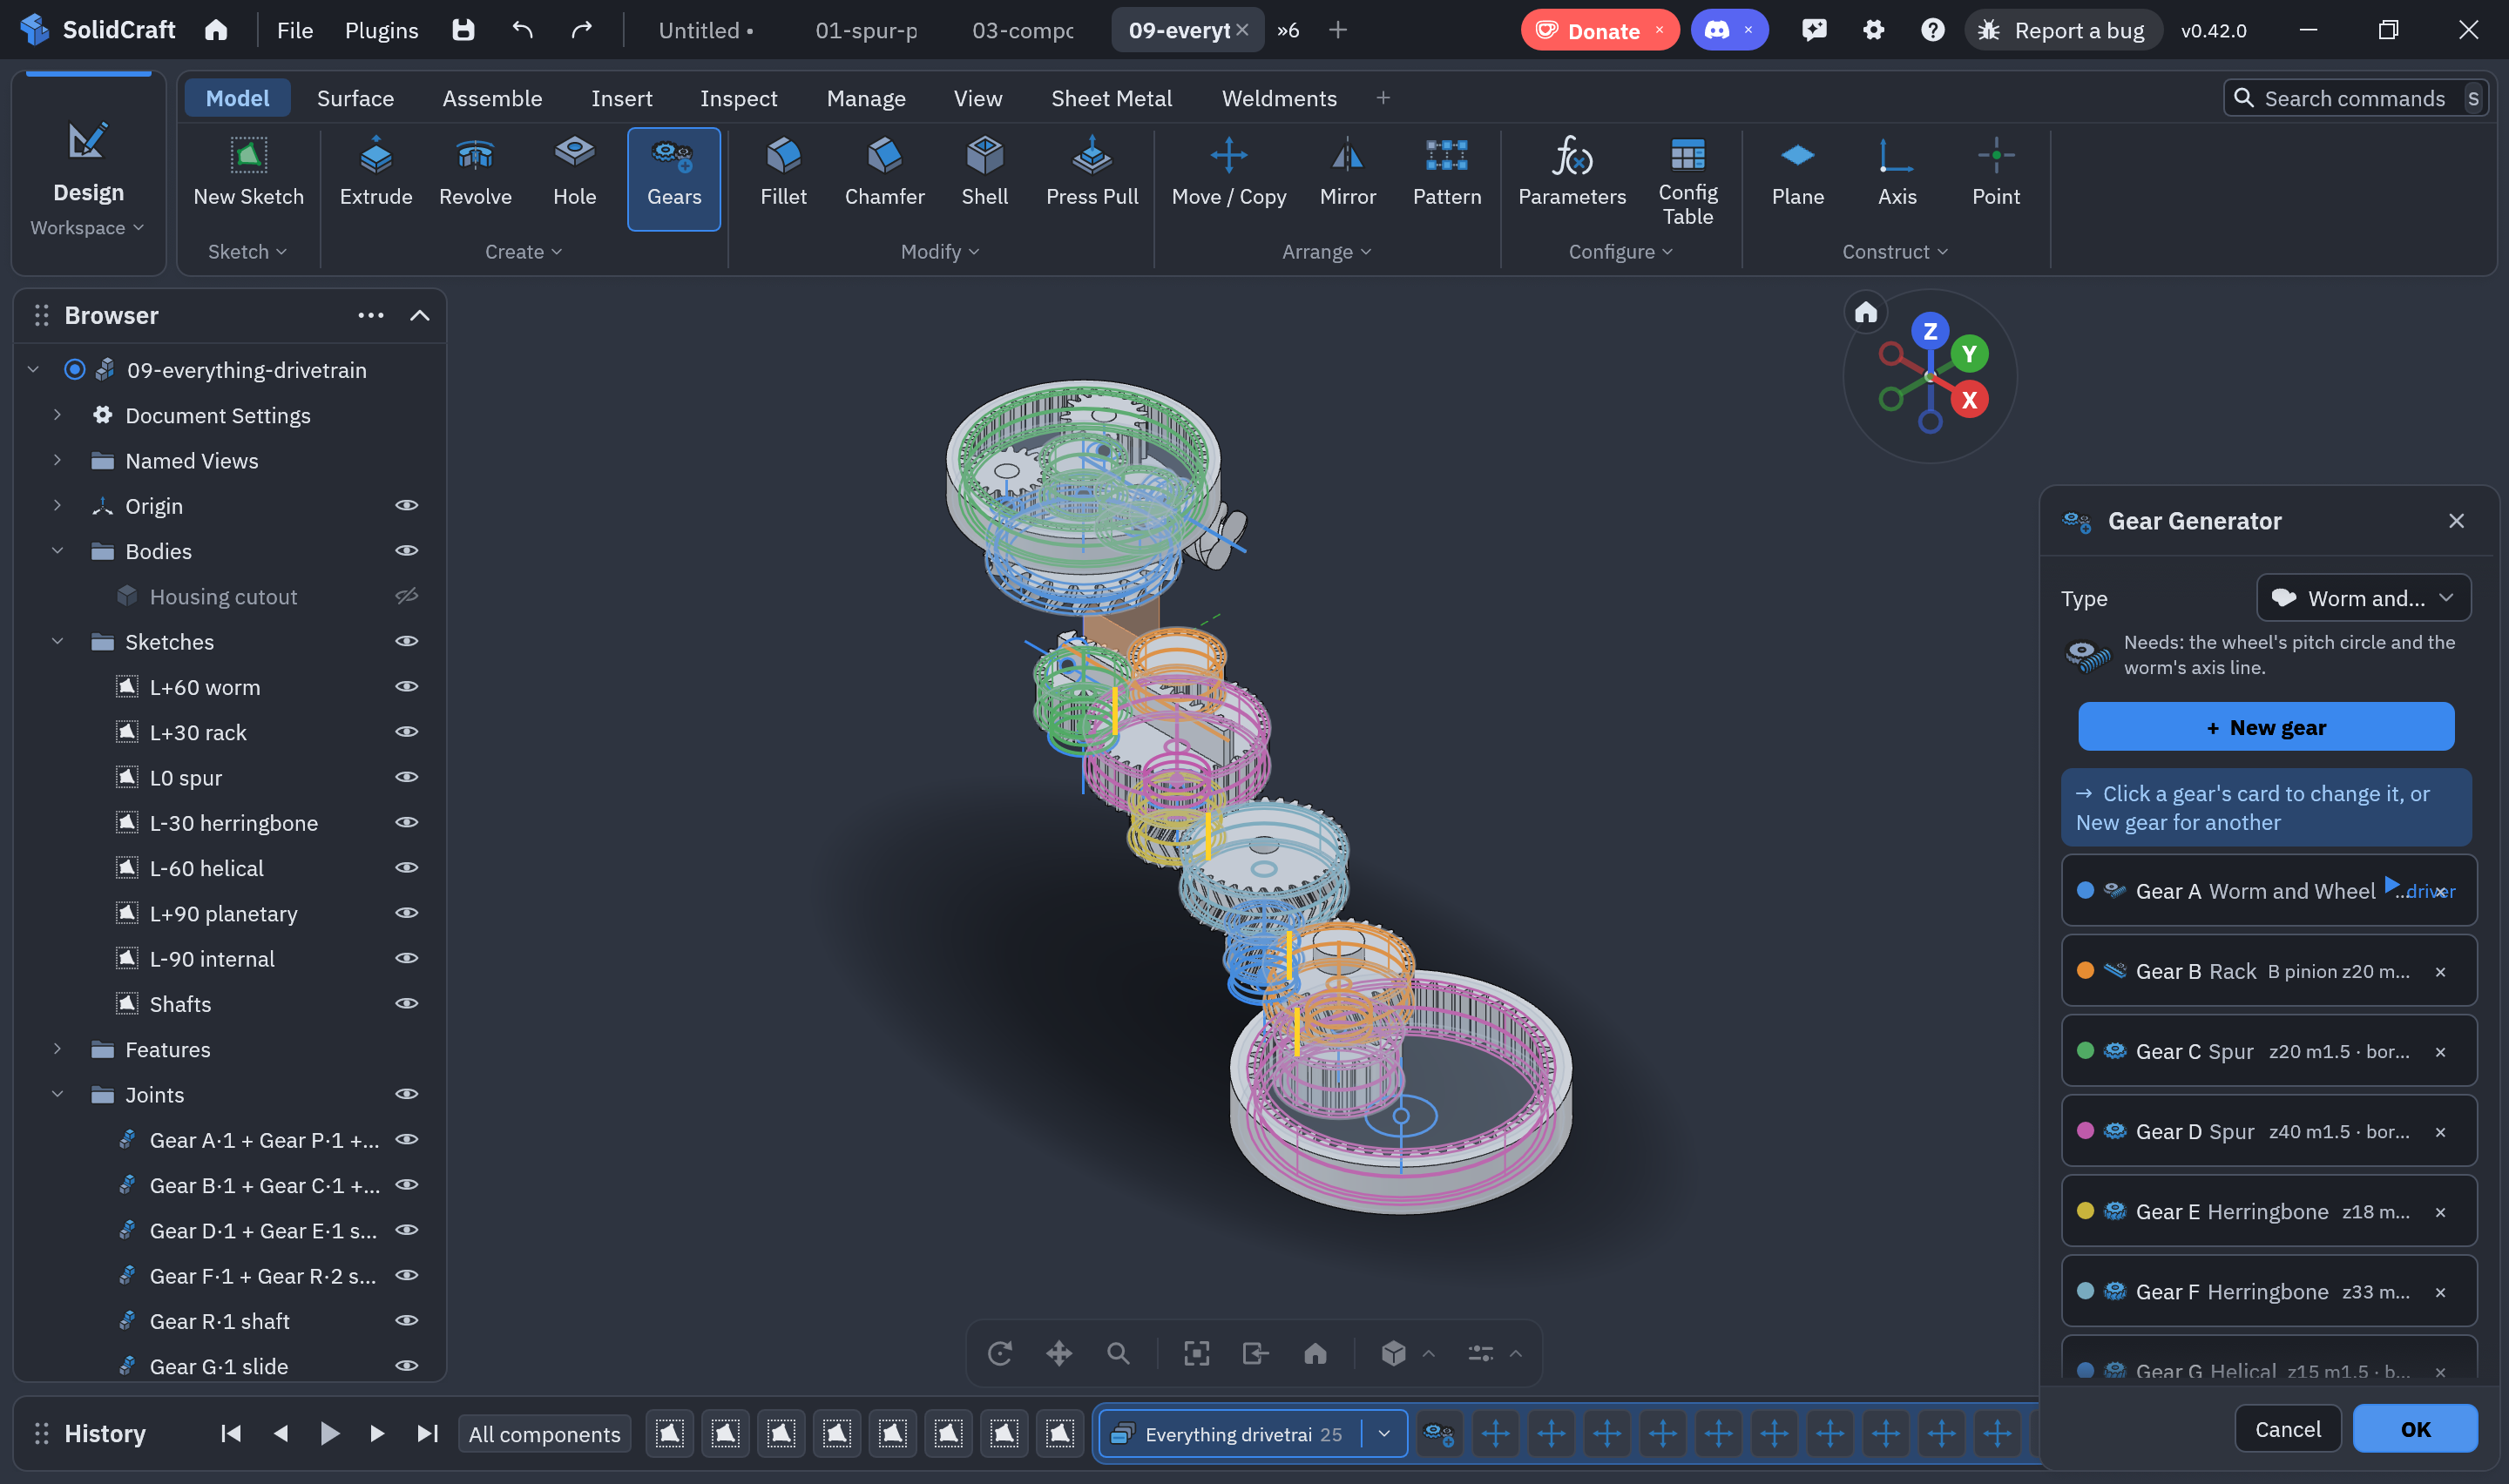 SolidCraft
File
Plugins
Untitled •
01-spur-p
03-compc
09-everyt
»6
Donate
Report a bug
v0.42.0
Design
Workspace
Model
Surface
Assemble
Insert
Inspect
Manage
View
Sheet Metal
Weldments
Search commands
S
New Sketch
Extrude
Revolve
Hole
Gears
Fillet
Chamfer
Shell
Press Pull
Move / Copy
Mirror
Pattern
Parameters
Config
Table
Plane
Axis
Point
Sketch
Create
Modify
Arrange
Configure
Construct
Browser
09-everything-drivetrain
Document Settings
Named Views
Origin
Bodies
Housing cutout
Sketches
L+60 worm
L+30 rack
L0 spur
L-30 herringbone
L-60 helical
L+90 planetary
L-90 internal
Shafts
Features
Joints
Gear A·1 + Gear P·1 +...
Gear B·1 + Gear C·1 +...
Gear D·1 + Gear E·1 s...
Gear F·1 + Gear R·2 s...
Gear R·1 shaft
Gear G·1 slide
Z
Y
X
Gear Generator
Type
Worm and...
Needs: the wheel's pitch circle and the
worm's axis line.
+ New gear
→ Click a gear's card to change it, or
New gear for another
Gear A Worm and Wheel ... driver
Gear B Rack B pinion z20 m...
Gear C Spur z20 m1.5 · bor...
Gear D Spur z40 m1.5 · bor...
Gear E Herringbone z18 m...
Gear F Herringbone z33 m...
Gear G Helical z15 m1.5 · b...
Cancel
OK
History
All components
Everything drivetrai 25